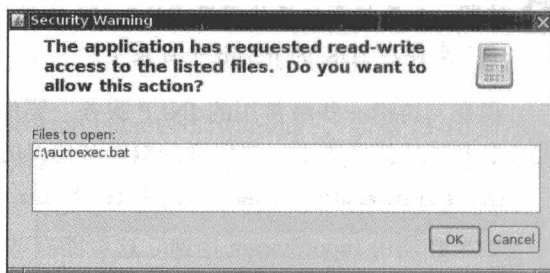 Security Warning
The application has requested read-write
access to the listed files. Do you want to
allow this action?
Files to open:
c:\autoexec.bat
OK
Cancel